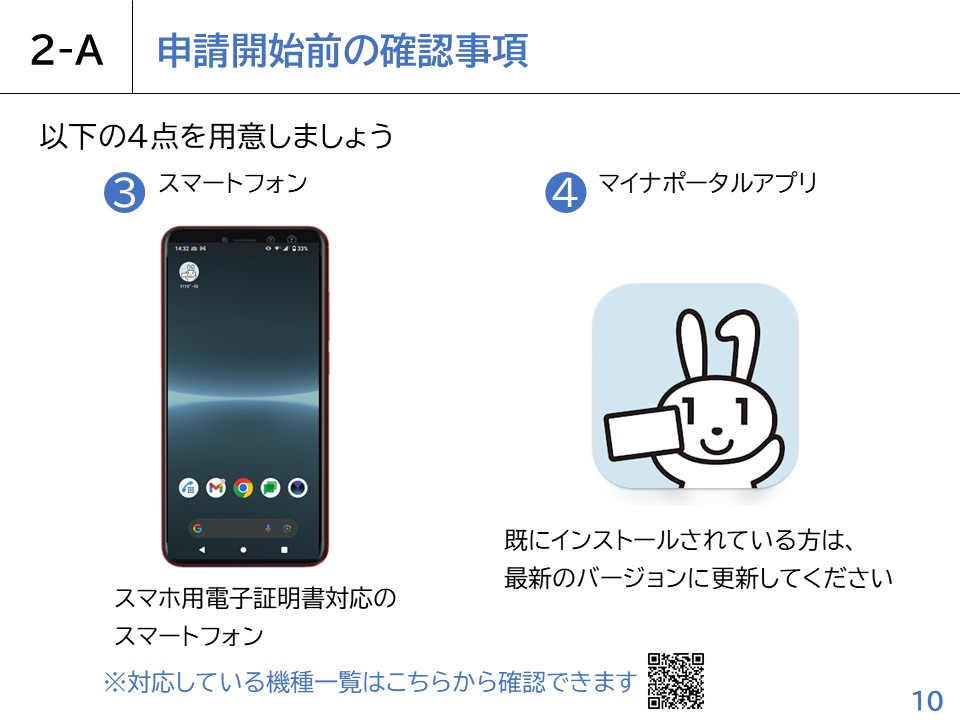 2-A
申請開始前の確認事項
以下の4点を用意しましょう
3 スマートフォン
4 マイナポータルアプリ
14:32
33%
既にインストールされている方は、
最新のバージョンに更新してください
スマホ用電子証明書対応の
スマートフォン
※対応している機種一覧はこちらから確認できます
10